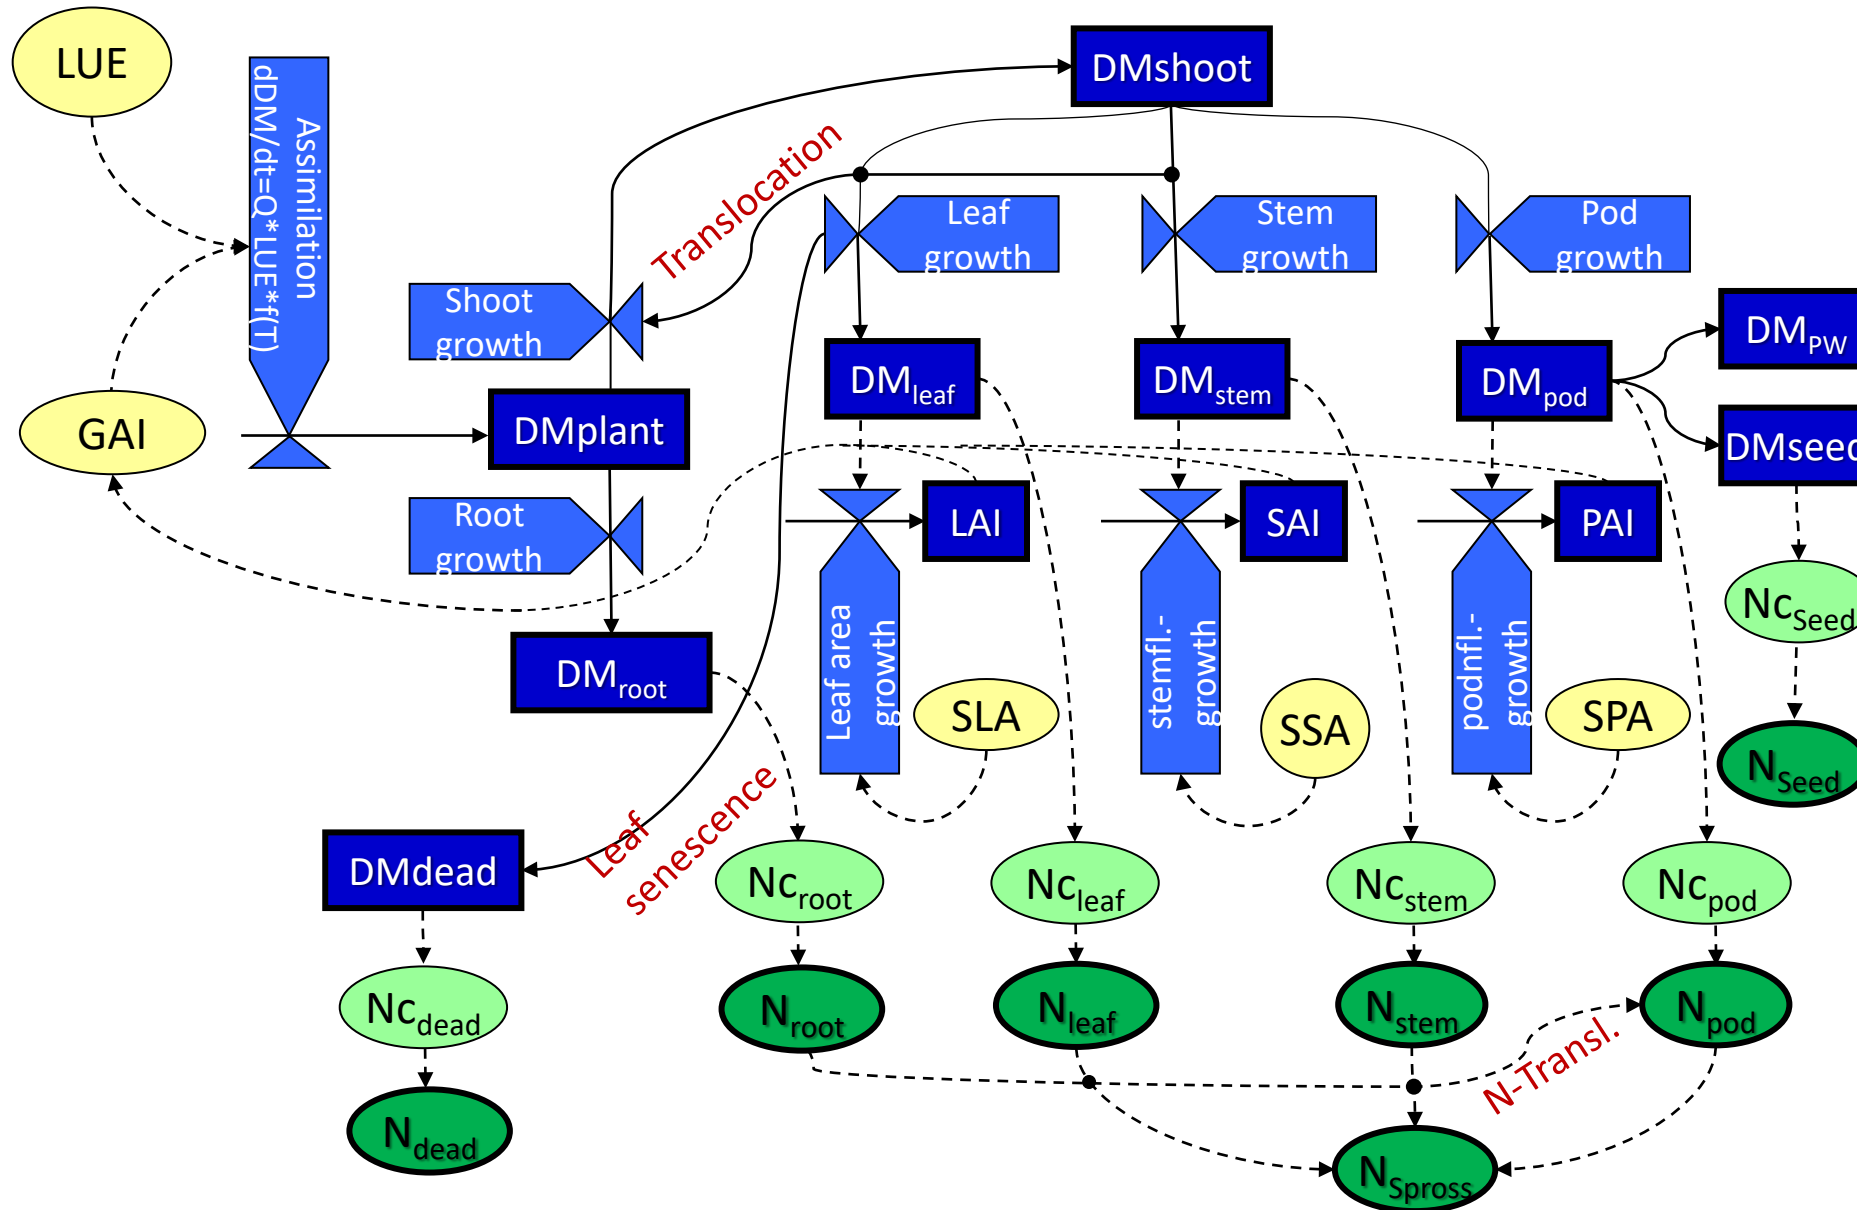 LUE
DMshoot
Assimilation
dDM/dt=Q*LUE*f(T)
Translocation
Leaf
growth
Stem
growth
Pod
growth
Shoot
growth
DMPW
DMleaf
DMstem
DMpod
GAI
DMplant
DMseed
Root
growth
LAI
SAI
PAI
NcSeed
DMroot
Leaf area
growth
stemfl.-
growth
podnfl.-
growth
SLA
SSA
SPA
NSeed
Leaf
senescence
DMdead
Ncroot
Ncleaf
Ncstem
Ncpod
Ncdead
Nroot
Nleaf
Nstem
Npod
N-Transl.
Ndead
NSpross